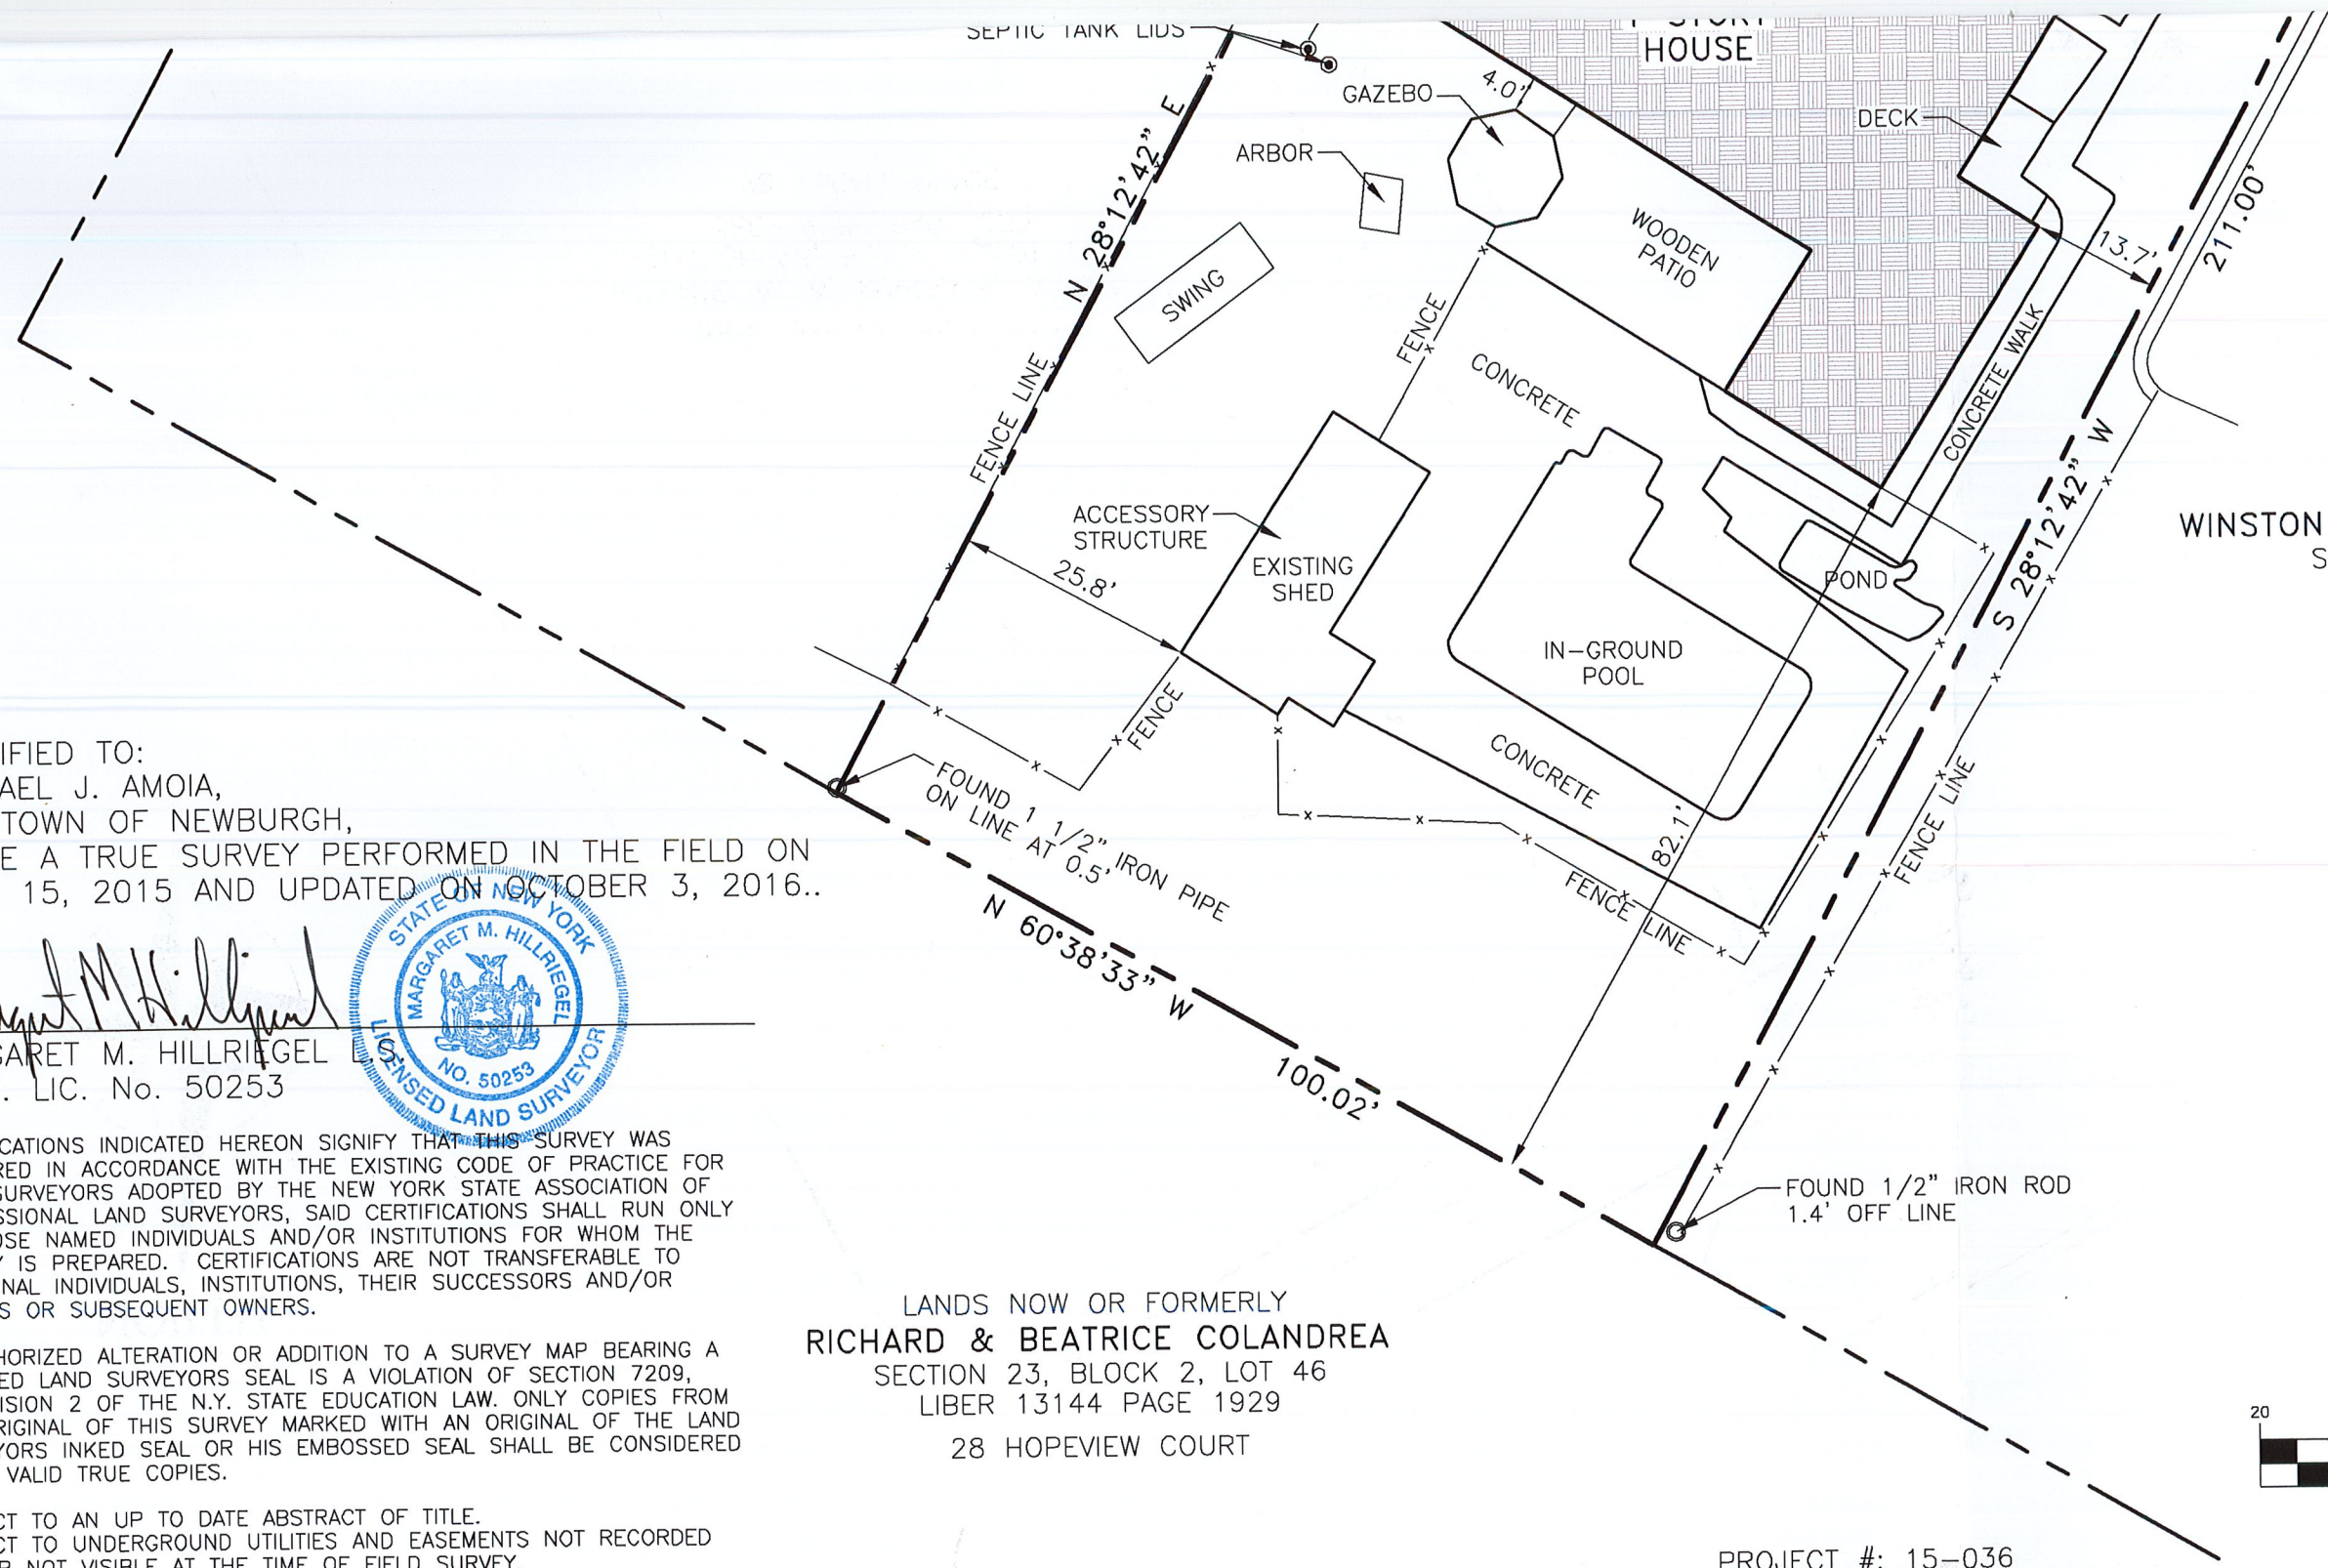 SEPTIC TANK LIDS
HOUSE
4.0'
GAZEBO
DECK
ARBOR
N 28°12'42" E
WOODEN
PATIO
211.00'
13.7'
SWING
FENCE
FENCE LINE
CONCRETE
CONCRETE WALK
ACCESSORY
STRUCTURE
EXISTING
SHED
25.8'
POND
S 28°12'42" W
WINSTON
S
IN-GROUND
POOL
FENCE
CONCRETE
FENCE LINE
82.1'
FENCE LINE
FOUND 1 1/2" IRON PIPE
ON LINE AT 0.5'
N 60°38'33" W
100.02'
FOUND 1/2" IRON ROD
1.4' OFF LINE
IFIED TO:
AEL J. AMOIA,
TOWN OF NEWBURGH,
E A TRUE SURVEY PERFORMED IN THE FIELD ON
15, 2015 AND UPDATED ON OCTOBER 3, 2016..
STATE OF NEW YORK
MARGARET M. HILLRIEGEL
NO. 50253
LICENSED LAND SURVEYOR
GARET M. HILLRIEGEL L.S.
. LIC. No. 50253
CATIONS INDICATED HEREON SIGNIFY THAT THIS SURVEY WAS
RED IN ACCORDANCE WITH THE EXISTING CODE OF PRACTICE FOR
SURVEYORS ADOPTED BY THE NEW YORK STATE ASSOCIATION OF
SSIONAL LAND SURVEYORS, SAID CERTIFICATIONS SHALL RUN ONLY
OSE NAMED INDIVIDUALS AND/OR INSTITUTIONS FOR WHOM THE
Y IS PREPARED. CERTIFICATIONS ARE NOT TRANSFERABLE TO
NAL INDIVIDUALS, INSTITUTIONS, THEIR SUCCESSORS AND/OR
S OR SUBSEQUENT OWNERS.
HORIZED ALTERATION OR ADDITION TO A SURVEY MAP BEARING A
ED LAND SURVEYORS SEAL IS A VIOLATION OF SECTION 7209,
ISION 2 OF THE N.Y. STATE EDUCATION LAW. ONLY COPIES FROM
RIGINAL OF THIS SURVEY MARKED WITH AN ORIGINAL OF THE LAND
YORS INKED SEAL OR HIS EMBOSSED SEAL SHALL BE CONSIDERED
VALID TRUE COPIES.
CT TO AN UP TO DATE ABSTRACT OF TITLE.
CT TO UNDERGROUND UTILITIES AND EASEMENTS NOT RECORDED
R NOT VISIBLE AT THE TIME OF FIELD SURVEY.
LANDS NOW OR FORMERLY
RICHARD & BEATRICE COLANDREA
SECTION 23, BLOCK 2, LOT 46
LIBER 13144 PAGE 1929
28 HOPEVIEW COURT
20
PROJECT #: 15-036